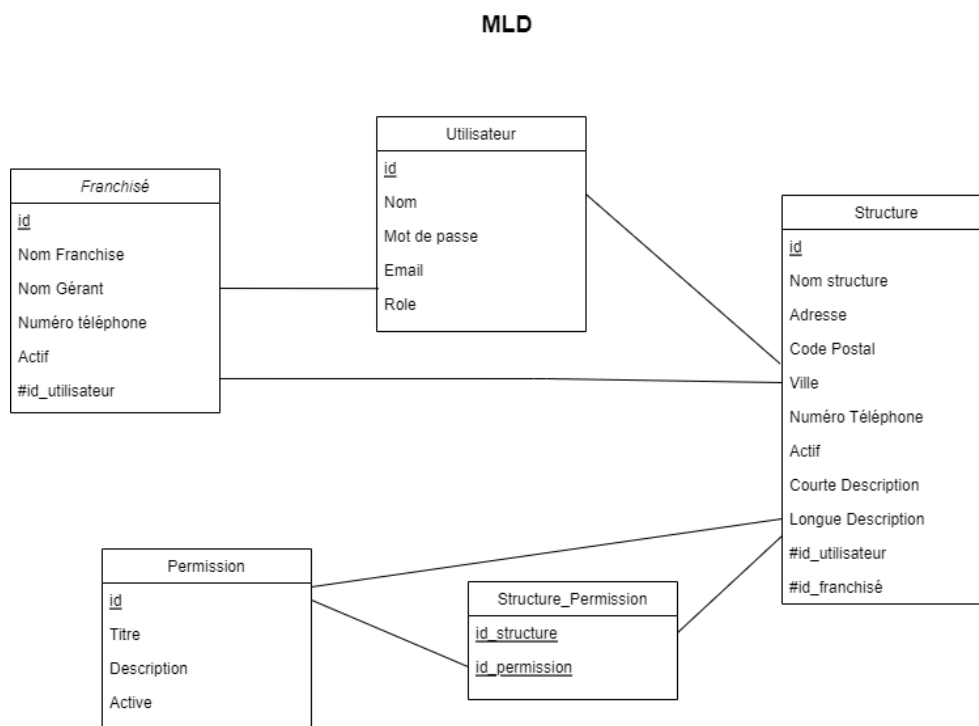 MLD
Franchisé
id
Nom Franchise
Nom Gérant
Numéro téléphone
Actif
#id_utilisateur
Utilisateur
id
Nom
Mot de passe
Email
Role
Structure
id
Nom structure
Adresse
Code Postal
Ville
Numéro Téléphone
Actif
Courte Description
Longue Description
#id_utilisateur
#id_franchisé
Permission
id
Titre
Description
Active
Structure_Permission
id_structure
id_permission